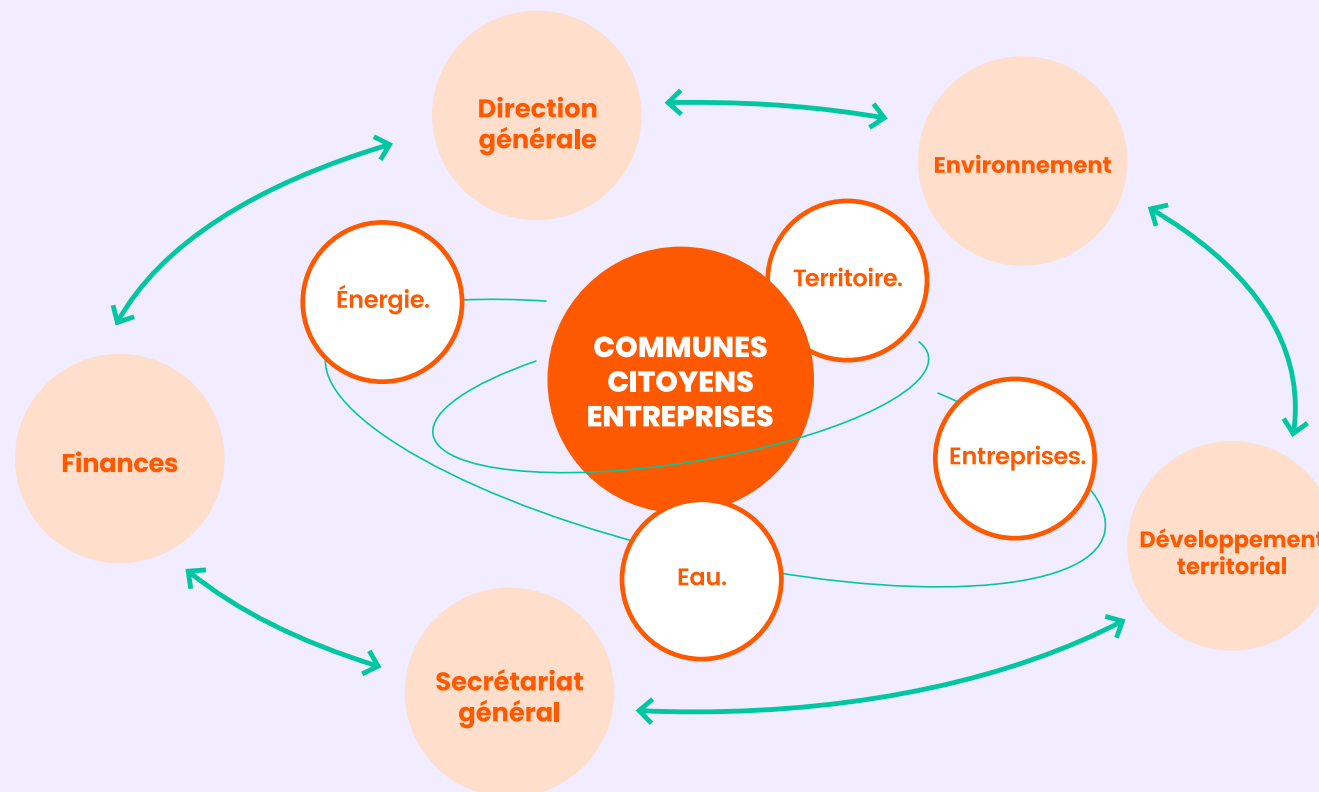 Direction
générale
Environnement
Territoire.
Énergie.
COMMUNES
CITOYENS
ENTREPRISES
Entreprises.
Finances
Développement
territorial
Eau.
Secrétariat
général